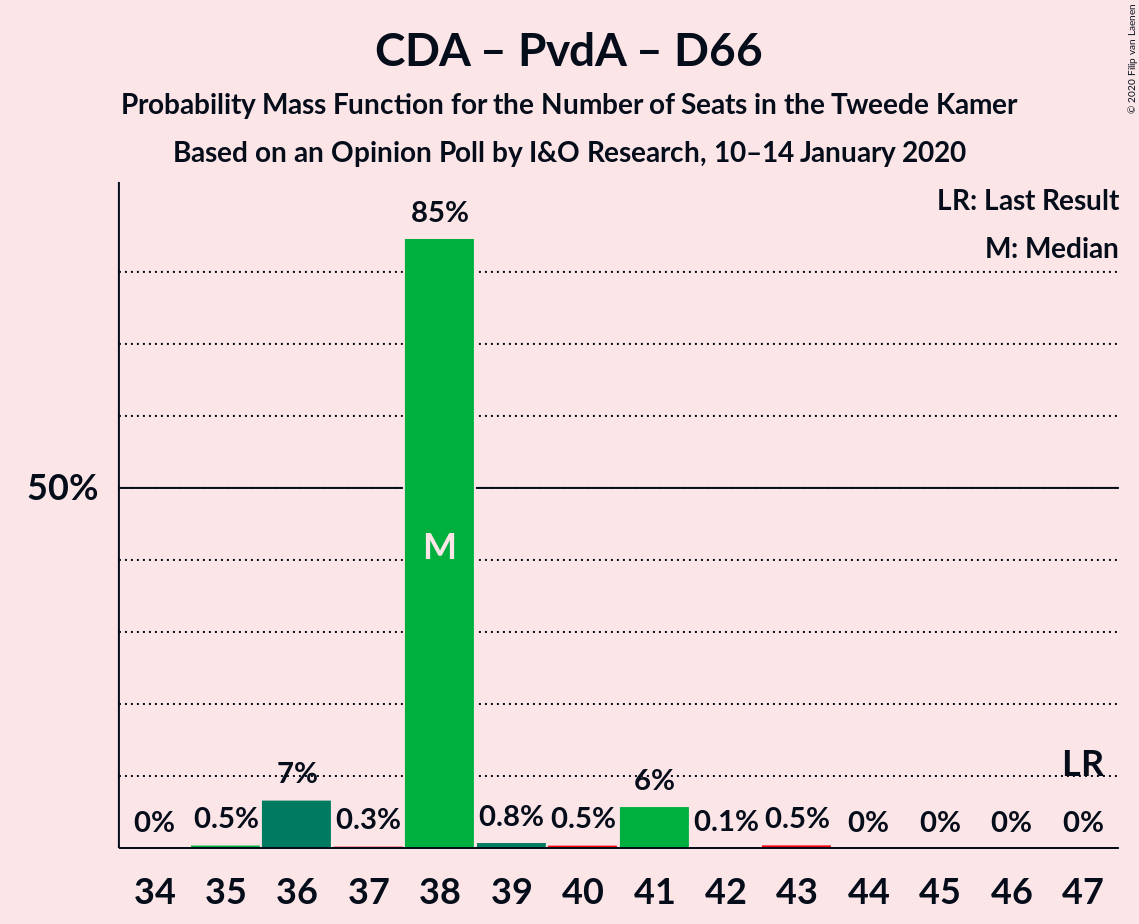 CDA – PvdA – D66
Probability Mass Function for the Number of Seats in the Tweede Kamer
Based on an Opinion Poll by I&O Research, 10–14 January 2020
© 2020 Filip van Laenen
LR: Last Result
M: Median
85%
50%
M
LR
0% 0.5% 7% 0.3% 0.8% 0.5% 6% 0.1% 0.5% 0% 0% 0% 0%
34 35 36 37 38 39 40 41 42 43 44 45 46 47